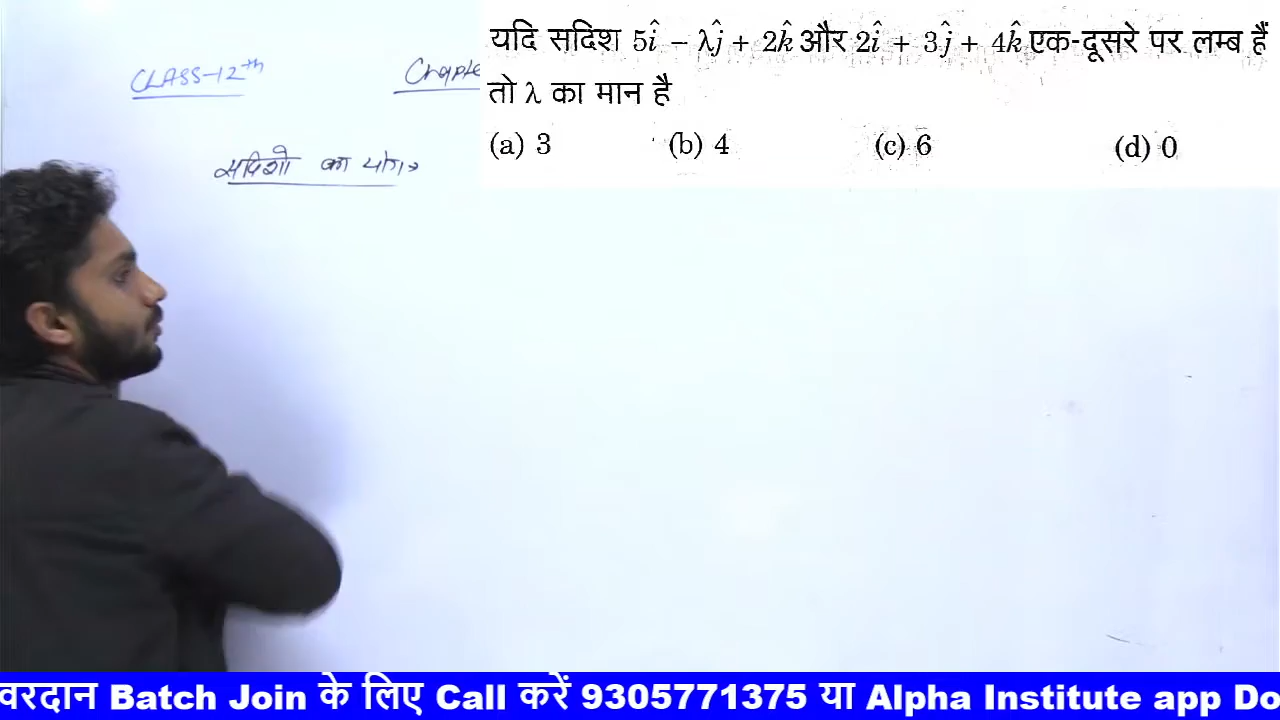 CLASS-12th
Chapte
यदि सदिश 5î − λĵ + 2k̂ और 2î + 3ĵ + 4k̂ एक-दूसरे पर लम्ब हैं
तो λ का मान है
(a) 3 (b) 4 (c) 6 (d) 0
सदिशो का योग→
वरदान Batch Join के लिए Call करें 9305771375 या Alpha Institute app Do